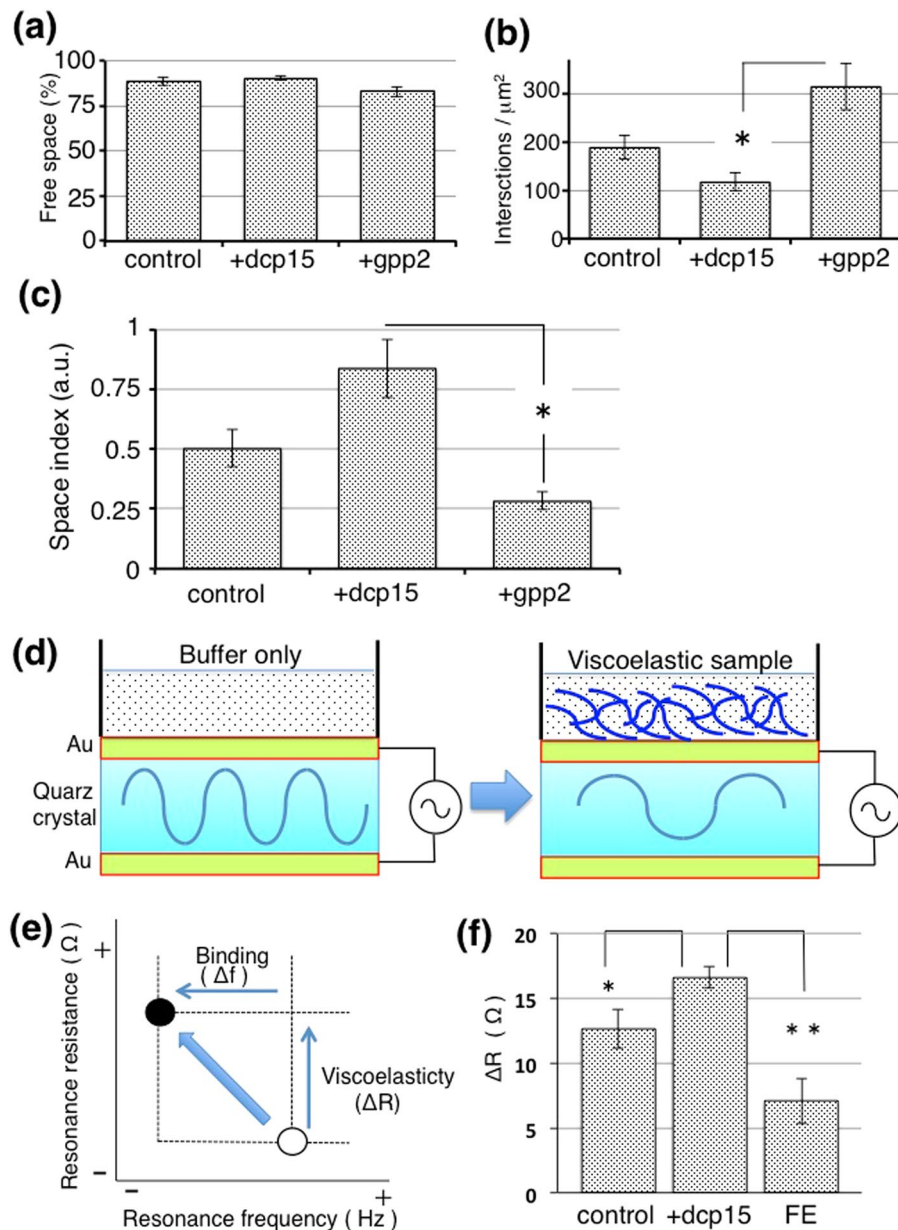 (a)
Free space (%)
100
75
50
25
0
control +dcp15 +gpp2
(b)
Intersctions / μm²
300
200
100
0
*
control +dcp15 +gpp2
(c)
Space index (a.u.)
1
0.75
0.5
0.25
0
*
control +dcp15 +gpp2
(d)
Buffer only
Viscoelastic sample
Au
Quarz
crystal
Au
(e)
Resonance resistance ( Ω )
+
−
Binding
( Δf )
Viscoelasticty
(ΔR)
− +
Resonance frequency ( Hz )
(f)
ΔR ( Ω )
20
15
10
5
0
*
* *
control +dcp15 FE